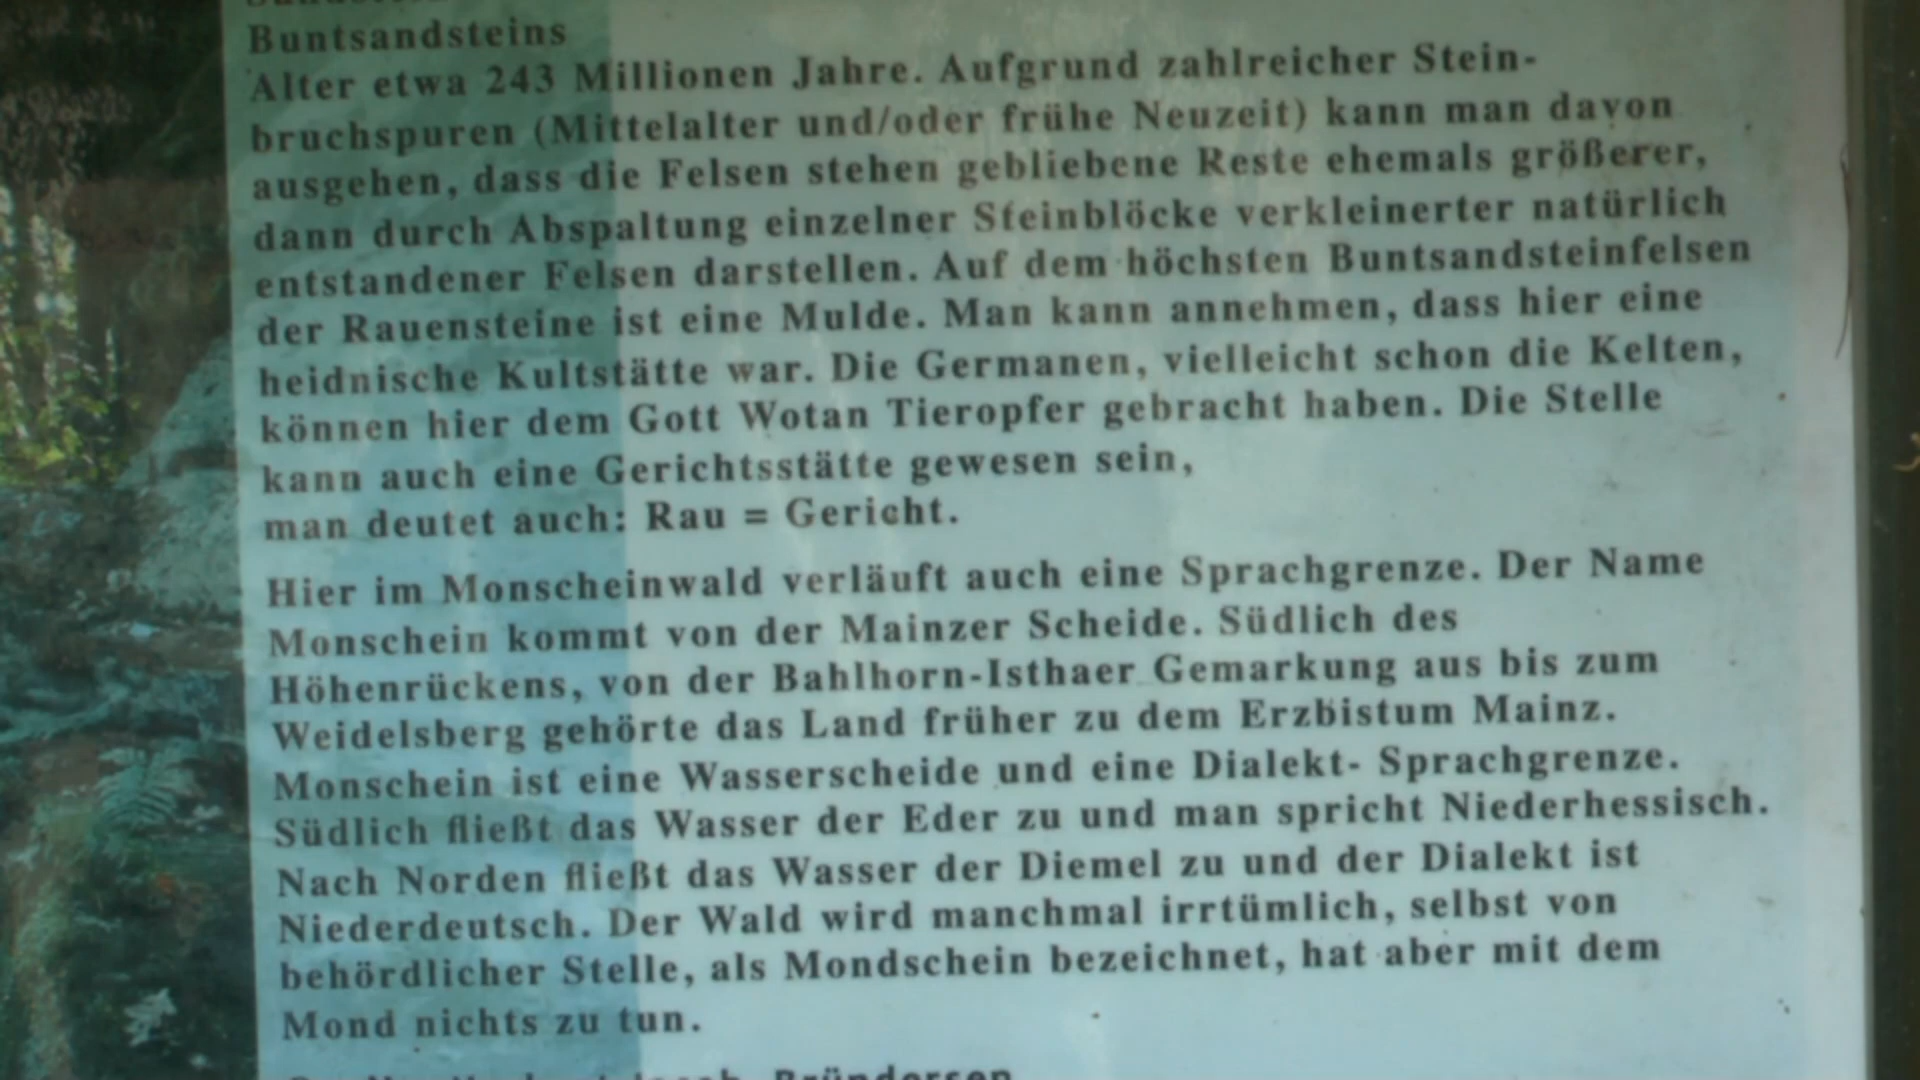 Buntsandsteins
Alter etwa 243 Millionen Jahre. Aufgrund zahlreicher Stein-
bruchspuren (Mittelalter und/oder frühe Neuzeit) kann man davon
ausgehen, dass die Felsen stehen gebliebene Reste ehemals größerer,
dann durch Abspaltung einzelner Steinblöcke verkleinerter natürlich
entstandener Felsen darstellen. Auf dem höchsten Buntsandsteinfelsen
der Rauensteine ist eine Mulde. Man kann annehmen, dass hier eine
heidnische Kultstätte war. Die Germanen, vielleicht schon die Kelten,
können hier dem Gott Wotan Tieropfer gebracht haben. Die Stelle
kann auch eine Gerichtsstätte gewesen sein,
man deutet auch: Rau = Gericht.
Hier im Monscheinwald verläuft auch eine Sprachgrenze. Der Name
Monschein kommt von der Mainzer Scheide. Südlich des
Höhenrückens, von der Bahlhorn-Isthaer Gemarkung aus bis zum
Weidelsberg gehörte das Land früher zu dem Erzbistum Mainz.
Monschein ist eine Wasserscheide und eine Dialekt- Sprachgrenze.
Südlich fließt das Wasser der Eder zu und man spricht Niederhessisch.
Nach Norden fließt das Wasser der Diemel zu und der Dialekt ist
Niederdeutsch. Der Wald wird manchmal irrtümlich, selbst von
behördlicher Stelle, als Mondschein bezeichnet, hat aber mit dem
Mond nichts zu tun.
Bründersen